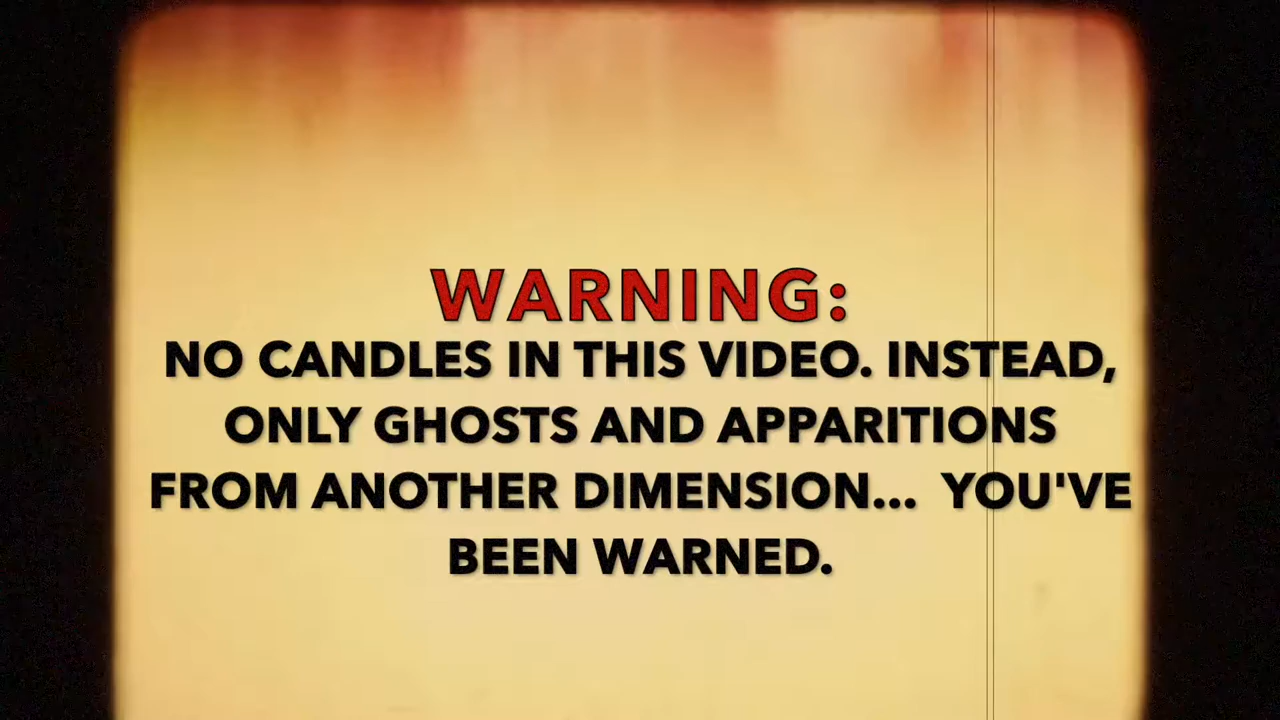 WARNING:
NO CANDLES IN THIS VIDEO. INSTEAD,
ONLY GHOSTS AND APPARITIONS
FROM ANOTHER DIMENSION... YOU'VE
BEEN WARNED.